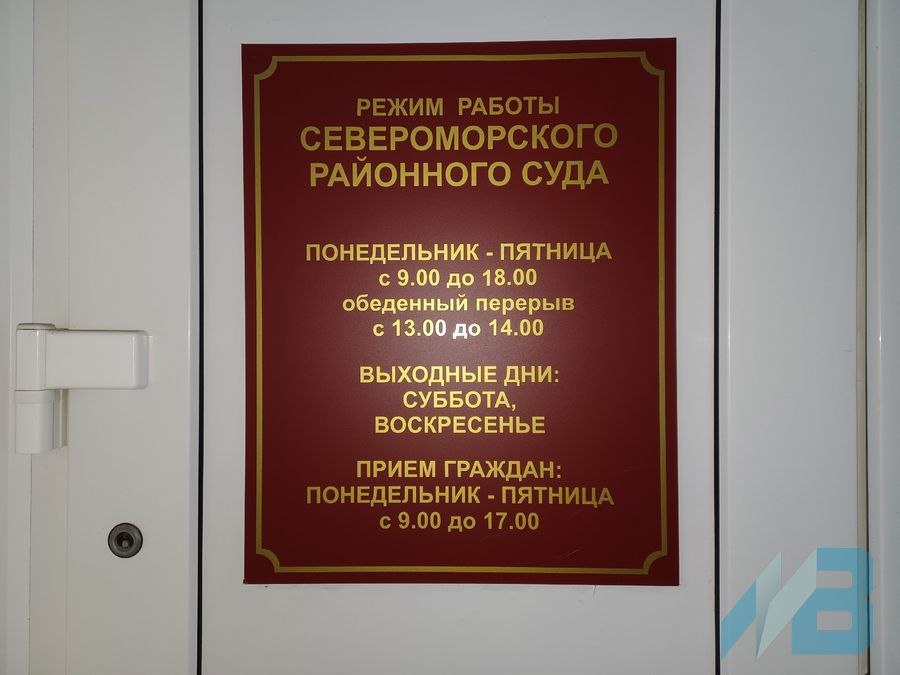 РЕЖИМ РАБОТЫ
СЕВЕРОМОРСКОГО
РАЙОННОГО СУДА
ПОНЕДЕЛЬНИК - ПЯТНИЦА
с 9.00 до 18.00
обеденный перерыв
с 13.00 до 14.00
ВЫХОДНЫЕ ДНИ:
СУББОТА,
ВОСКРЕСЕНЬЕ
ПРИЕМ ГРАЖДАН:
ПОНЕДЕЛЬНИК - ПЯТНИЦА
с 9.00 до 17.00
МВ